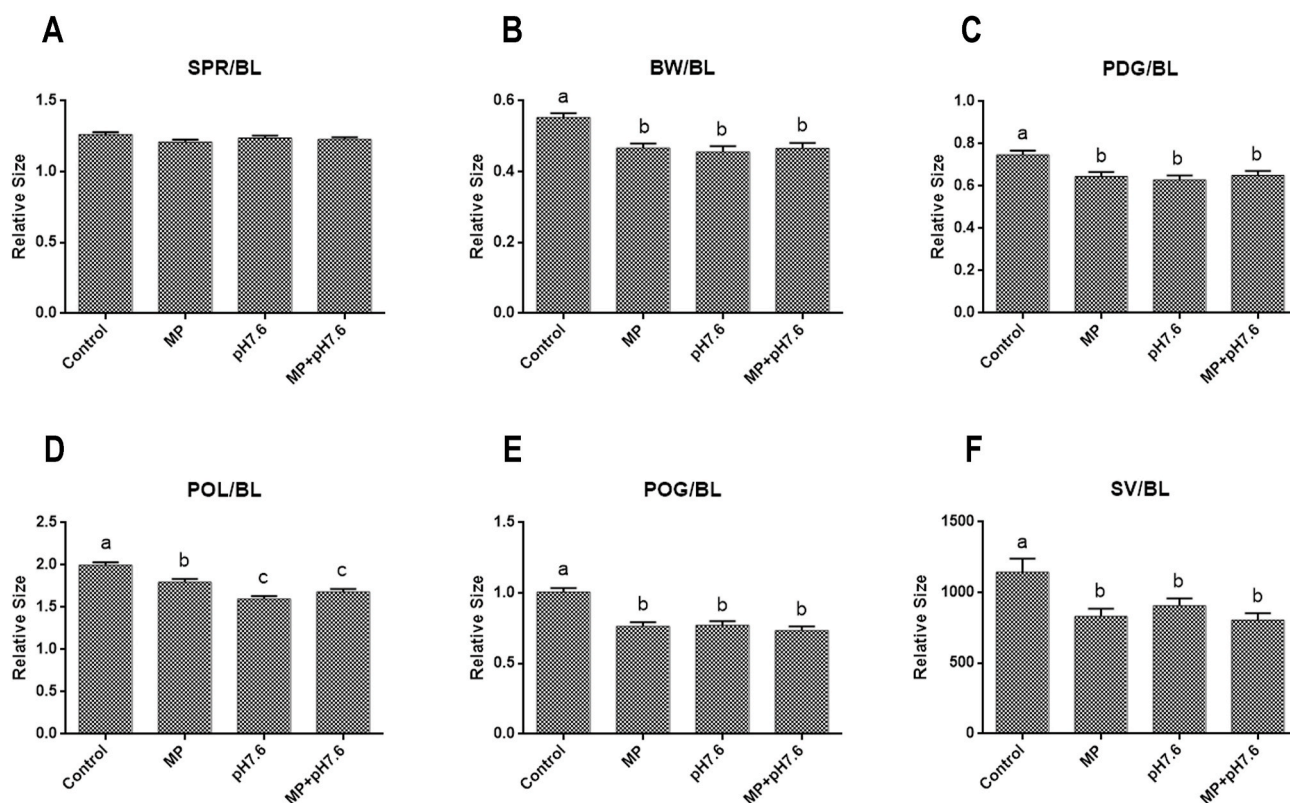 A
SPR/BL
Relative Size
1.5
1.0
0.5
0.0
Control
MP
pH7.6
MP+pH7.6
B
BW/BL
Relative Size
0.6
0.4
0.2
0.0
a
b
b
b
Control
MP
pH7.6
MP+pH7.6
C
PDG/BL
Relative Size
1.0
0.8
0.6
0.4
0.2
0.0
a
b
b
b
Control
MP
pH7.6
MP+pH7.6
D
POL/BL
Relative Size
2.5
2.0
1.5
1.0
0.5
0.0
a
b
c
c
Control
MP
pH7.6
MP+pH7.6
E
POG/BL
Relative Size
1.5
1.0
0.5
0.0
a
b
b
b
Control
MP
pH7.6
MP+pH7.6
F
SV/BL
Relative Size
1500
1000
500
0
a
b
b
b
Control
MP
pH7.6
MP+pH7.6